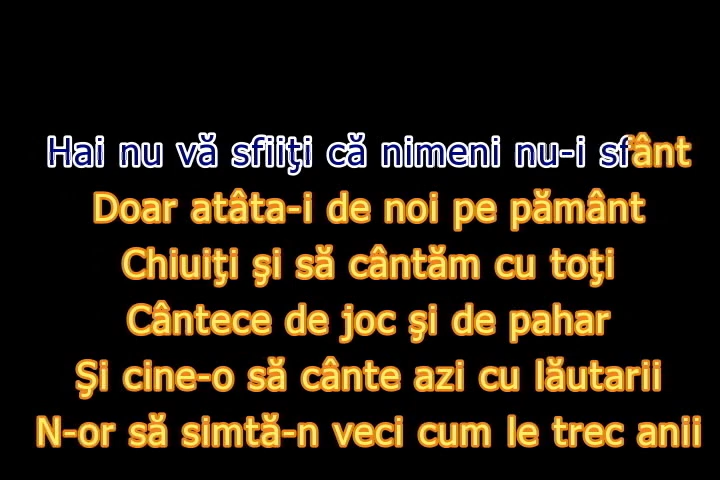 Hai nu vă sfiiţi că nimeni nu-i sfânt
Doar atâta-i de noi pe pământ
Chiuiţi şi să cântăm cu toţi
Cântece de joc şi de pahar
Şi cine-o să cânte azi cu lăutarii
N-or să simtă-n veci cum le trec anii